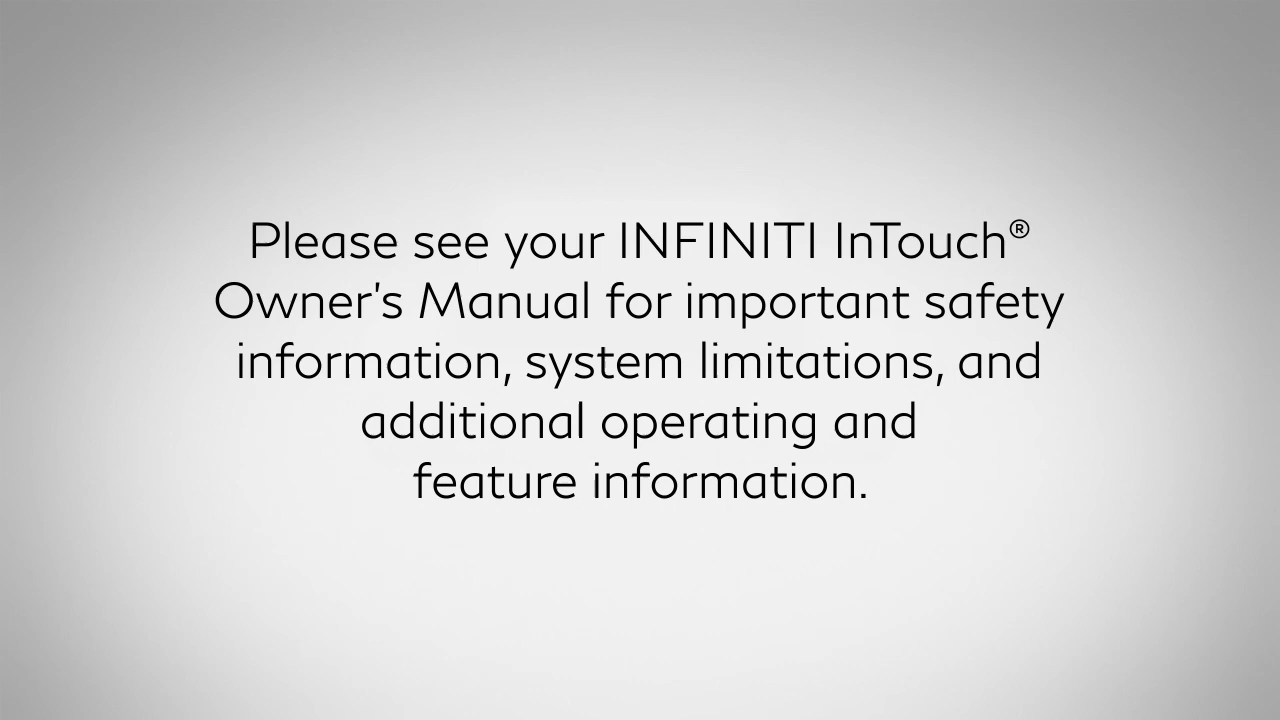 Please see your INFINITI InTouch®
Owner's Manual for important safety
information, system limitations, and
additional operating and
feature information.